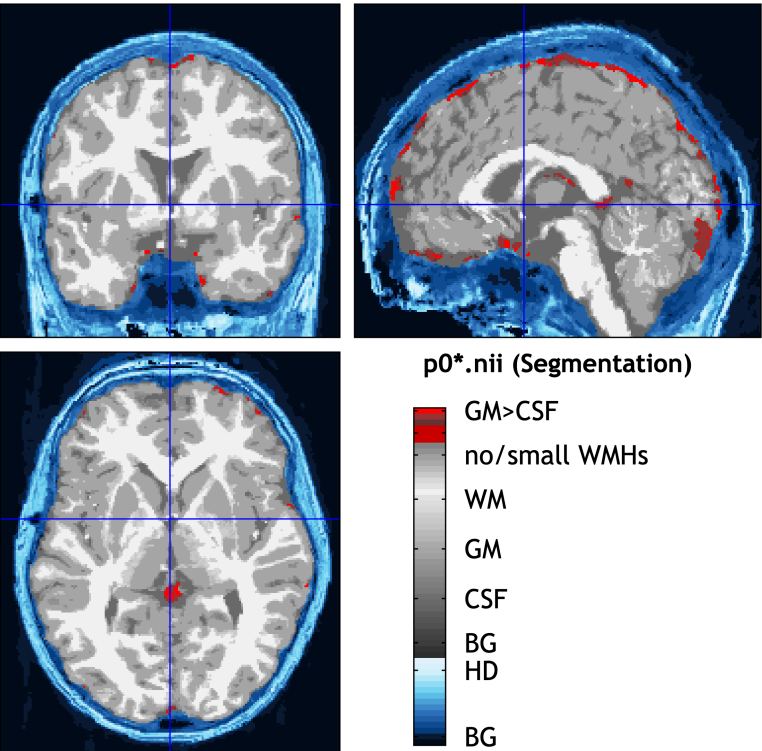 p0*.nii (Segmentation)
GM>CSF
no/small WMHs
WM
GM
CSF
BG
HD
BG